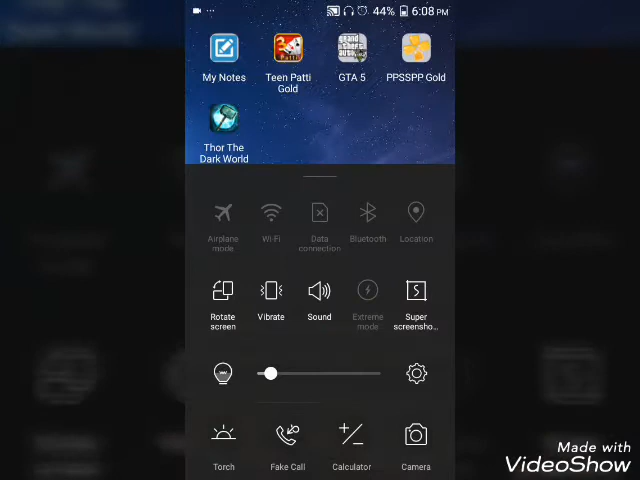 44% 6:08 PM
My Notes
Teen Patti Gold
GTA 5
PPSSPP Gold
Thor The Dark World
Airplane mode
Wi-Fi
Data connection
Bluetooth
Location
Rotate screen
Vibrate
Sound
Extreme mode
Super screensho...
Torch
Fake Call
Calculator
Camera
Made with
VideoShow